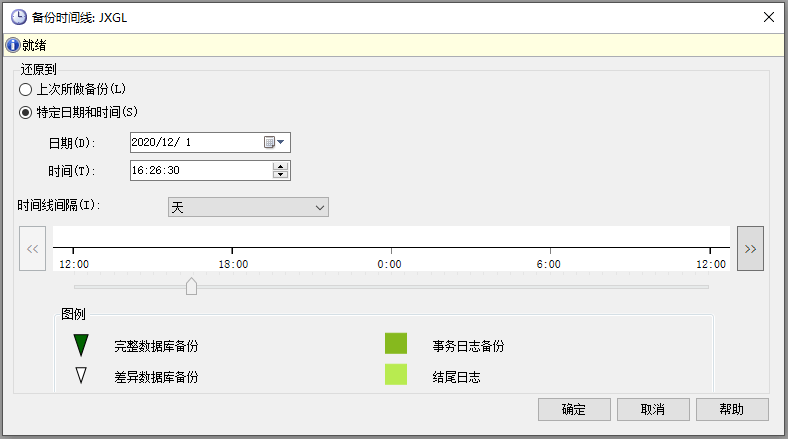 备份时间线: JXGL
就绪
还原到
上次所做备份(L)
特定日期和时间(S)
日期(D): 2020/12/ 1
时间(T): 16:26:30
时间线间隔(I): 天
<< >>
12:00 18:00 0:00 6:00 12:00
图例
完整数据库备份 事务日志备份
差异数据库备份 结尾日志
确定 取消 帮助